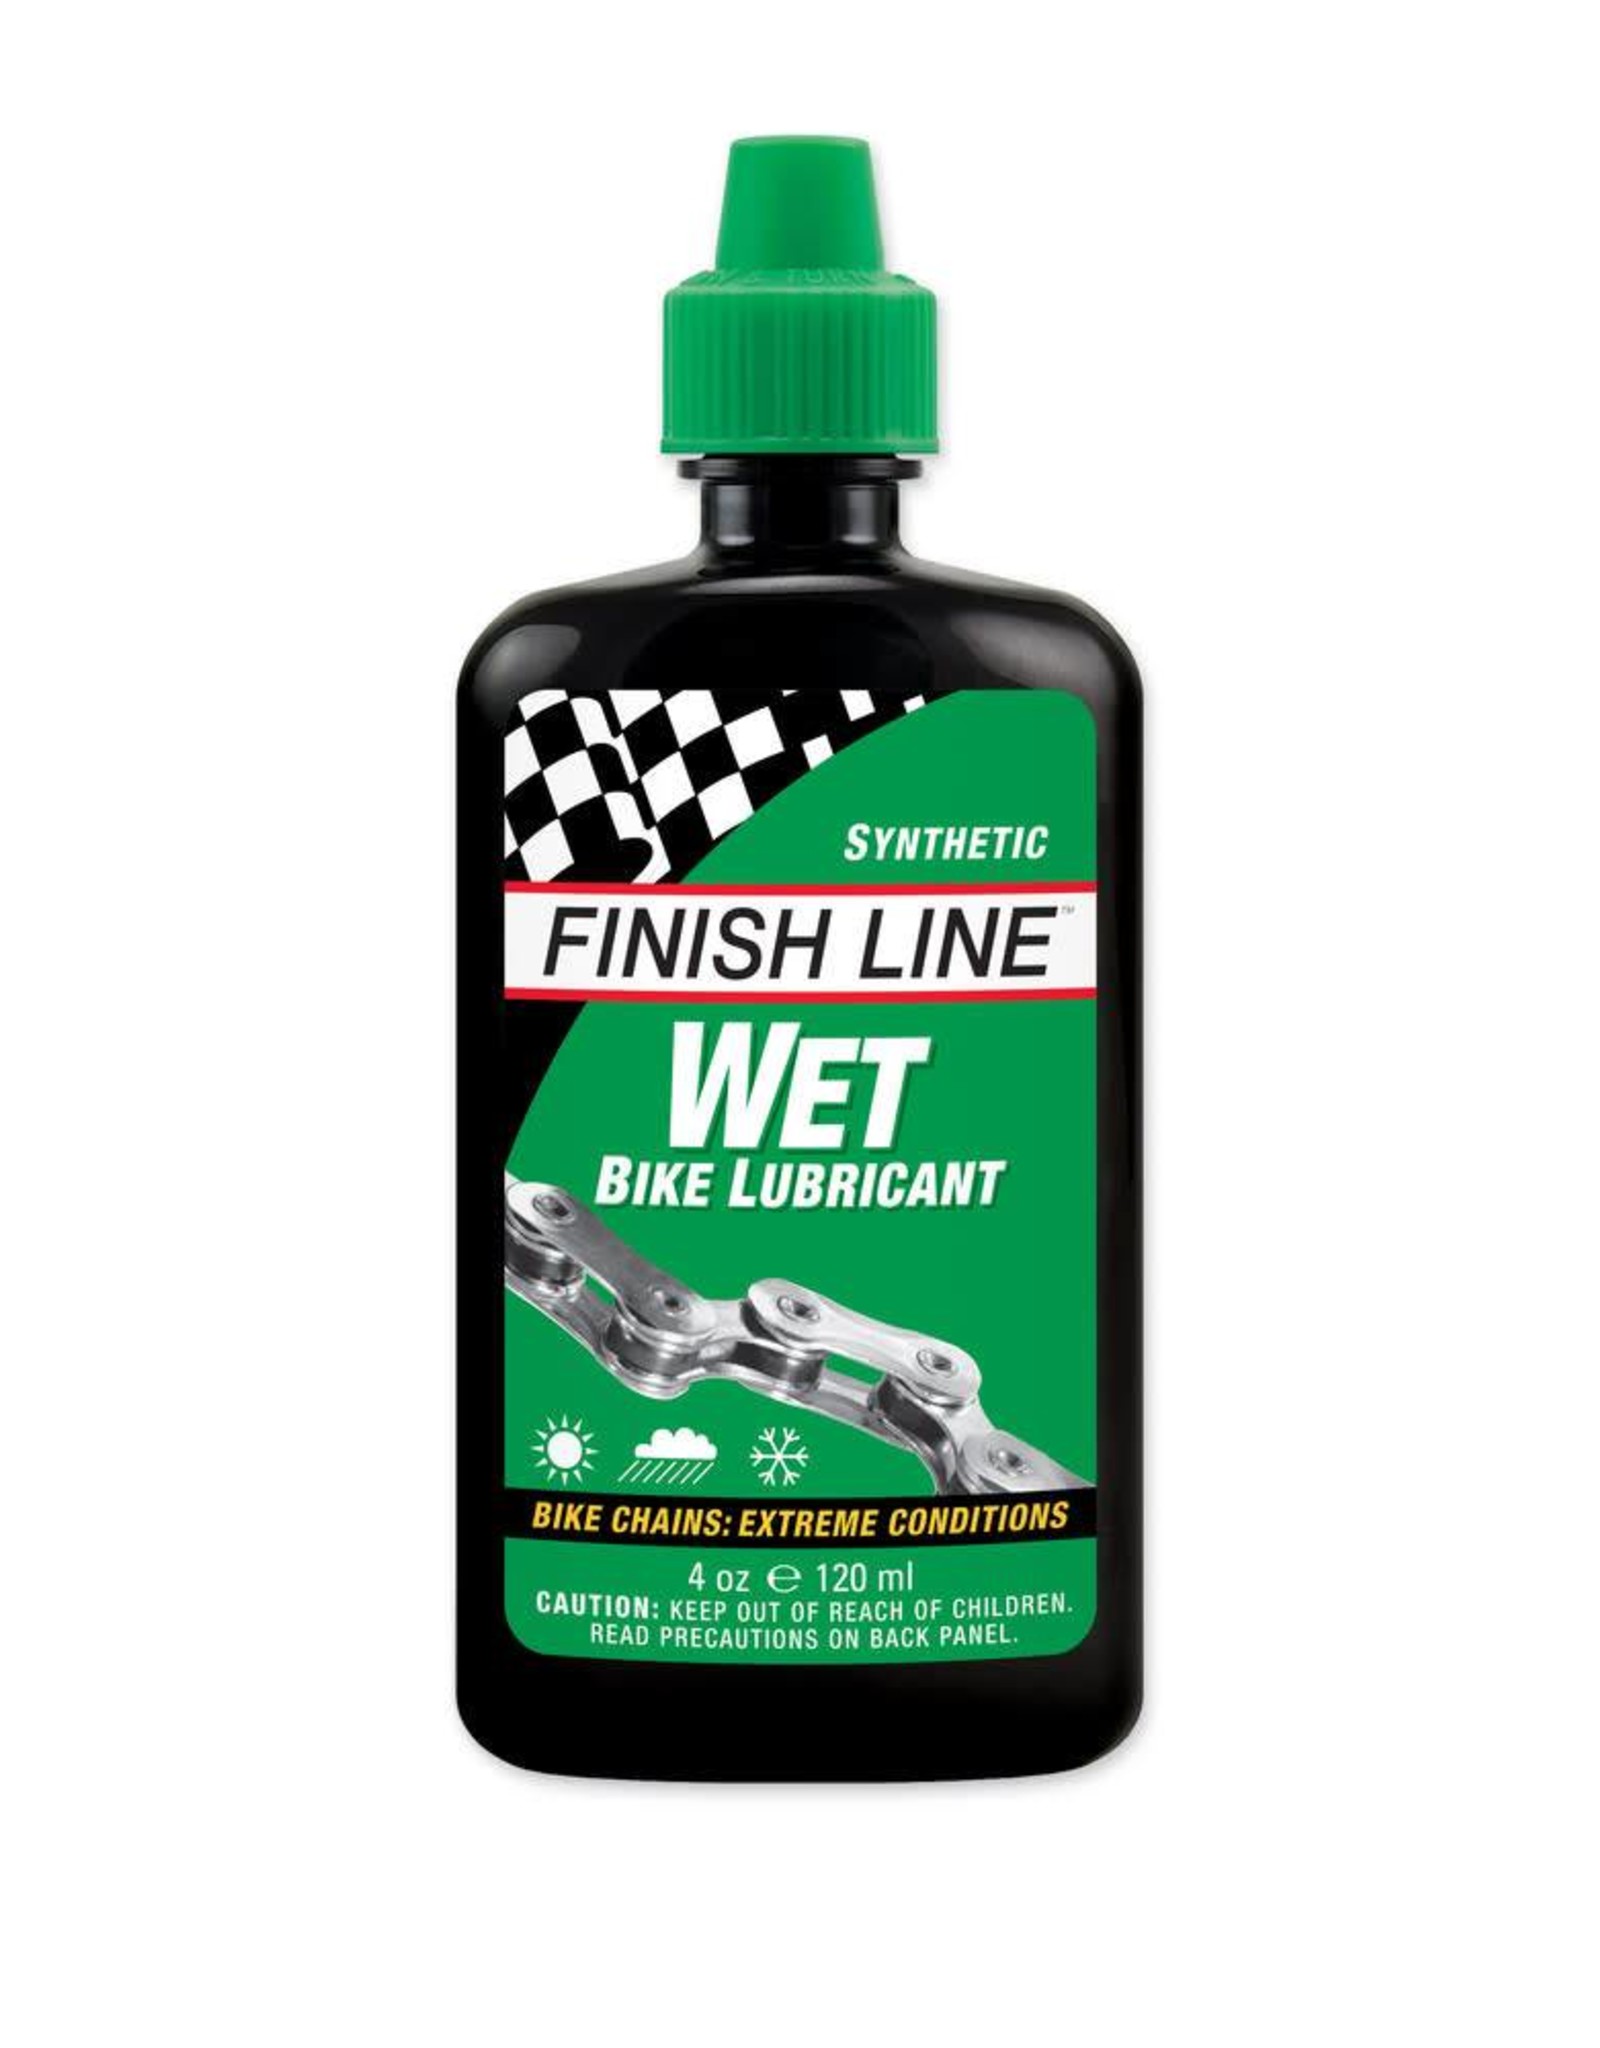 SYNTHETIC
FINISH LINE™
WET
BIKE LUBRICANT
BIKE CHAINS: EXTREME CONDITIONS
4 oz ℮ 120 ml
CAUTION: KEEP OUT OF REACH OF CHILDREN.
READ PRECAUTIONS ON BACK PANEL.